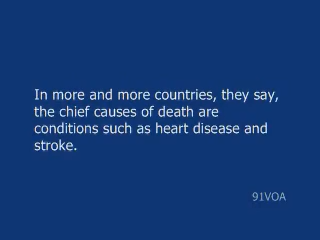 In more and more countries, they say,
the chief causes of death are
conditions such as heart disease and
stroke.
91VOA